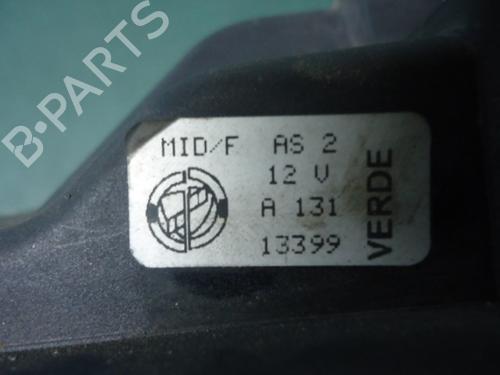 B-PARTS
MID/F AS 2
12 V
A 131
13399
VERDE